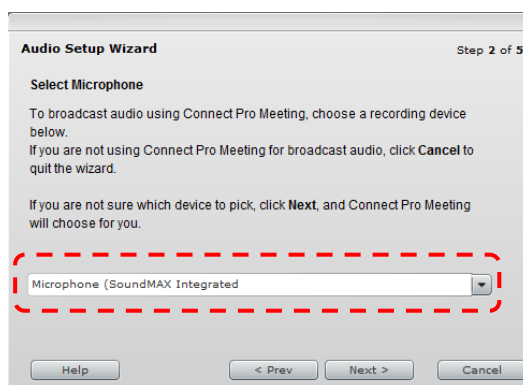 Audio Setup Wizard
Step 2 of 5
Select Microphone
To broadcast audio using Connect Pro Meeting, choose a recording device
below.
If you are not using Connect Pro Meeting for broadcast audio, click Cancel to
quit the wizard.
If you are not sure which device to pick, click Next, and Connect Pro Meeting
will choose for you.
Microphone (SoundMAX Integrated
Help
< Prev
Next >
Cancel